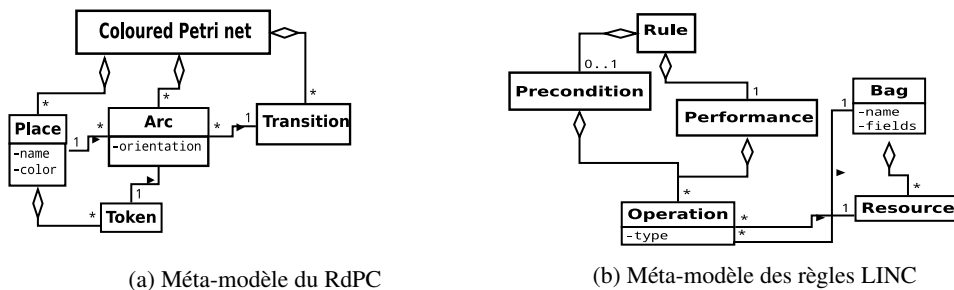 Coloured Petri net
*
*
*
Place
-name
-color
1
*
Arc
-orientation
*
1
Transition
1
*
Token
(a) Méta-modèle du RdPC
Rule
0..1
1
Precondition
Performance
Bag
-name
-fields
1
*
*
Operation
-type
*
*
1
Resource
(b) Méta-modèle des règles LINC